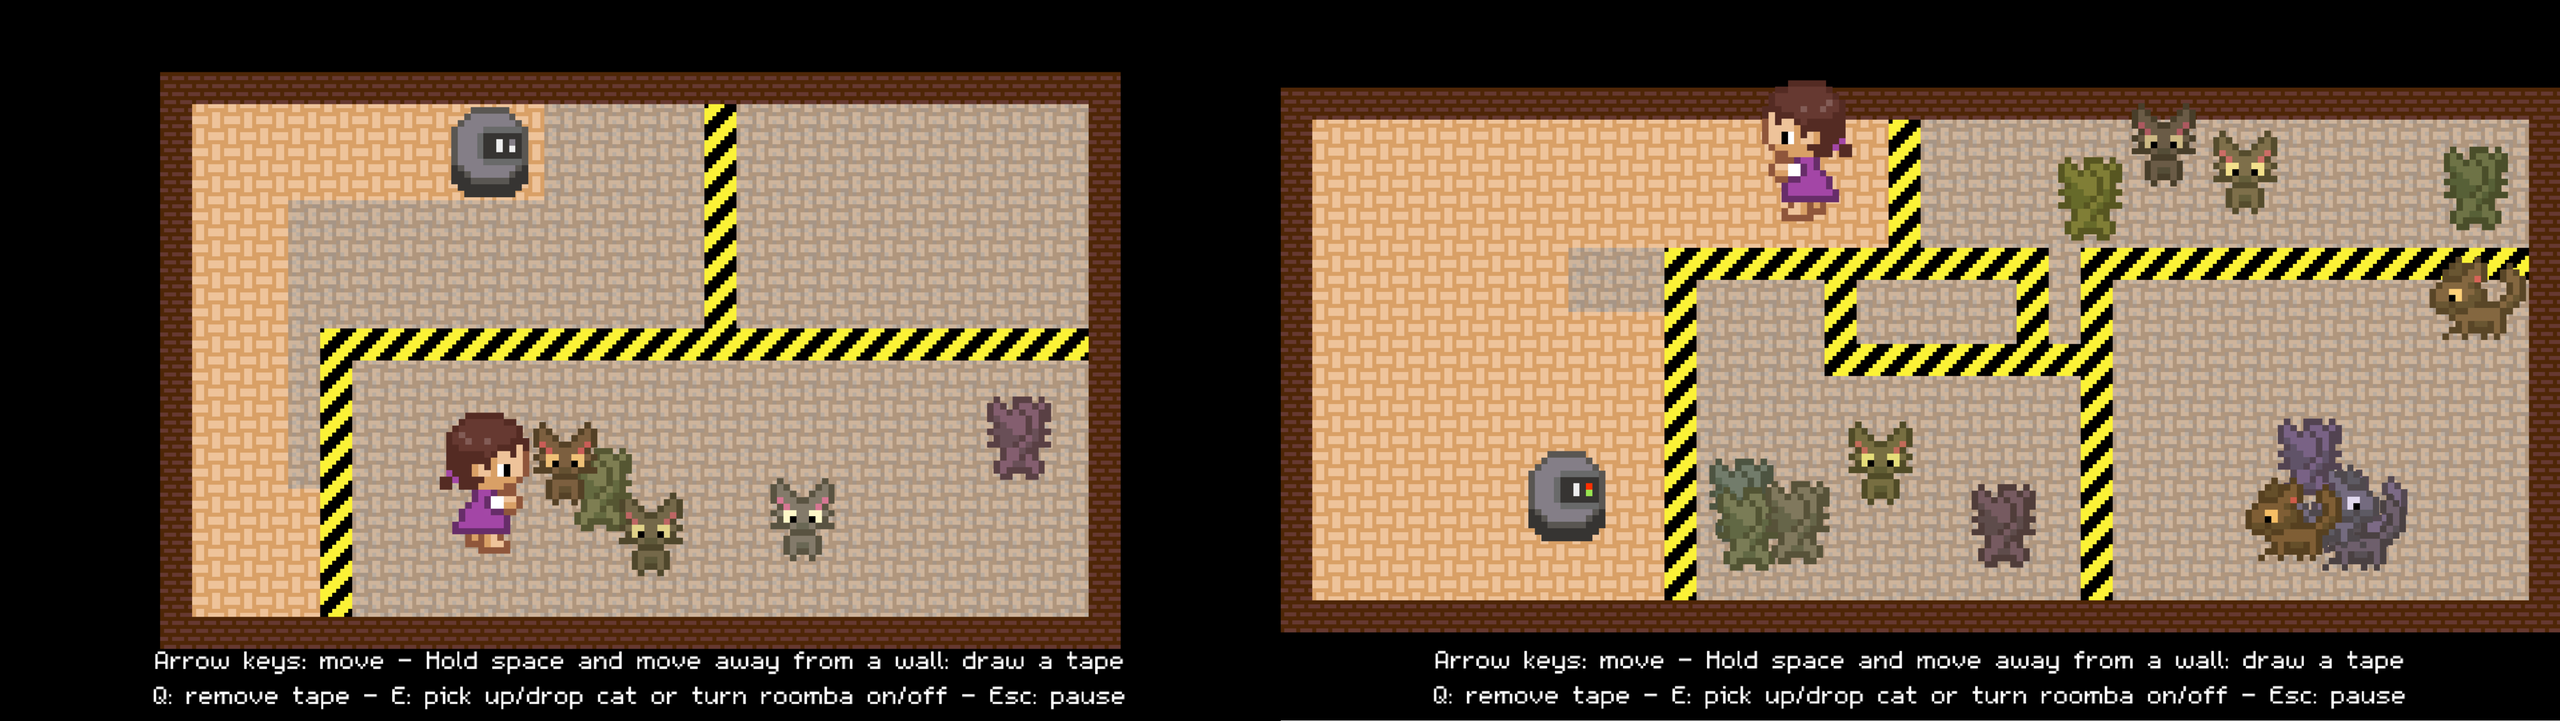 Arrow keys: move – Hold space and move away from a wall: draw a tape
Q: remove tape – E: pick up/drop cat or turn roomba on/off – Esc: pause
Arrow keys: move – Hold space and move away from a wall: draw a tape
Q: remove tape – E: pick up/drop cat or turn roomba on/off – Esc: pause